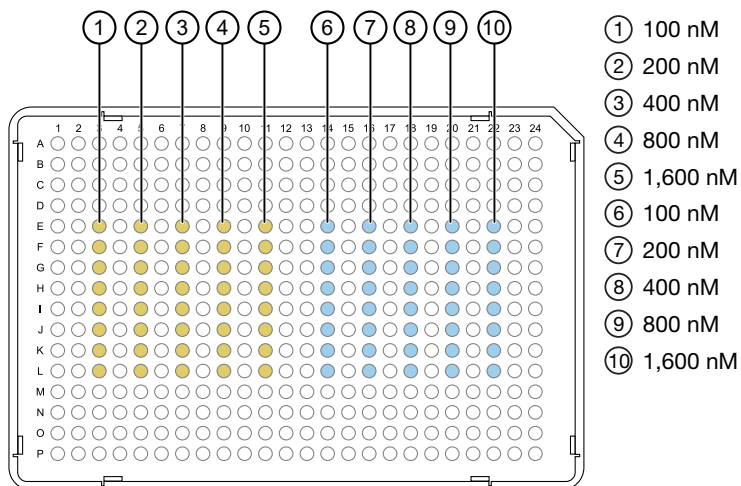 1 2 3 4 5 6 7 8 9 10
1 2 3 4 5 6 7 8 9 10 11 12 13 14 15 16 17 18 19 20 21 22 23 24
A
B
C
D
E
F
G
H
I
J
K
L
M
N
O
P
1 100 nM
2 200 nM
3 400 nM
4 800 nM
5 1,600 nM
6 100 nM
7 200 nM
8 400 nM
9 800 nM
10 1,600 nM